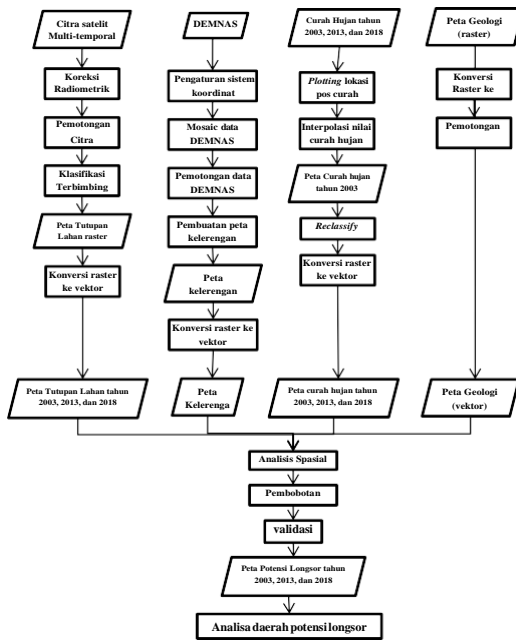 Citra satelit
Multi-temporal
Koreksi
Radiometrik
Pemotongan
Citra
Klasifikasi
Terbimbing
Peta Tutupan
Lahan raster
Konversi raster
ke vektor
Peta Tutupan Lahan tahun
2003, 2013, dan 2018
DEMNAS
Pengaturan sistem
koordinat
Mosaic data
DEMNAS
Pemotongan data
DEMNAS
Pembuatan peta
kelerengan
Peta
kelerengan
Konversi raster ke
vektor
Peta
Kelerenga
Curah Hujan tahun
2003, 2013, dan 2018
Plotting lokasi
pos curah
Interpolasi nilai
curah hujan
Peta Curah hujan
tahun 2003
Reclassify
Konversi raster
ke vektor
Peta curah hujan tahun
2003, 2013, dan 2018
Peta Geologi
(raster)
Konversi
Raster ke
Pemotongan
Peta Geologi
(vektor)
Analisis Spasial
Pembobotan
validasi
Peta Potensi Longsor tahun
2003, 2013, dan 2018
Analisa daerah potensi longsor